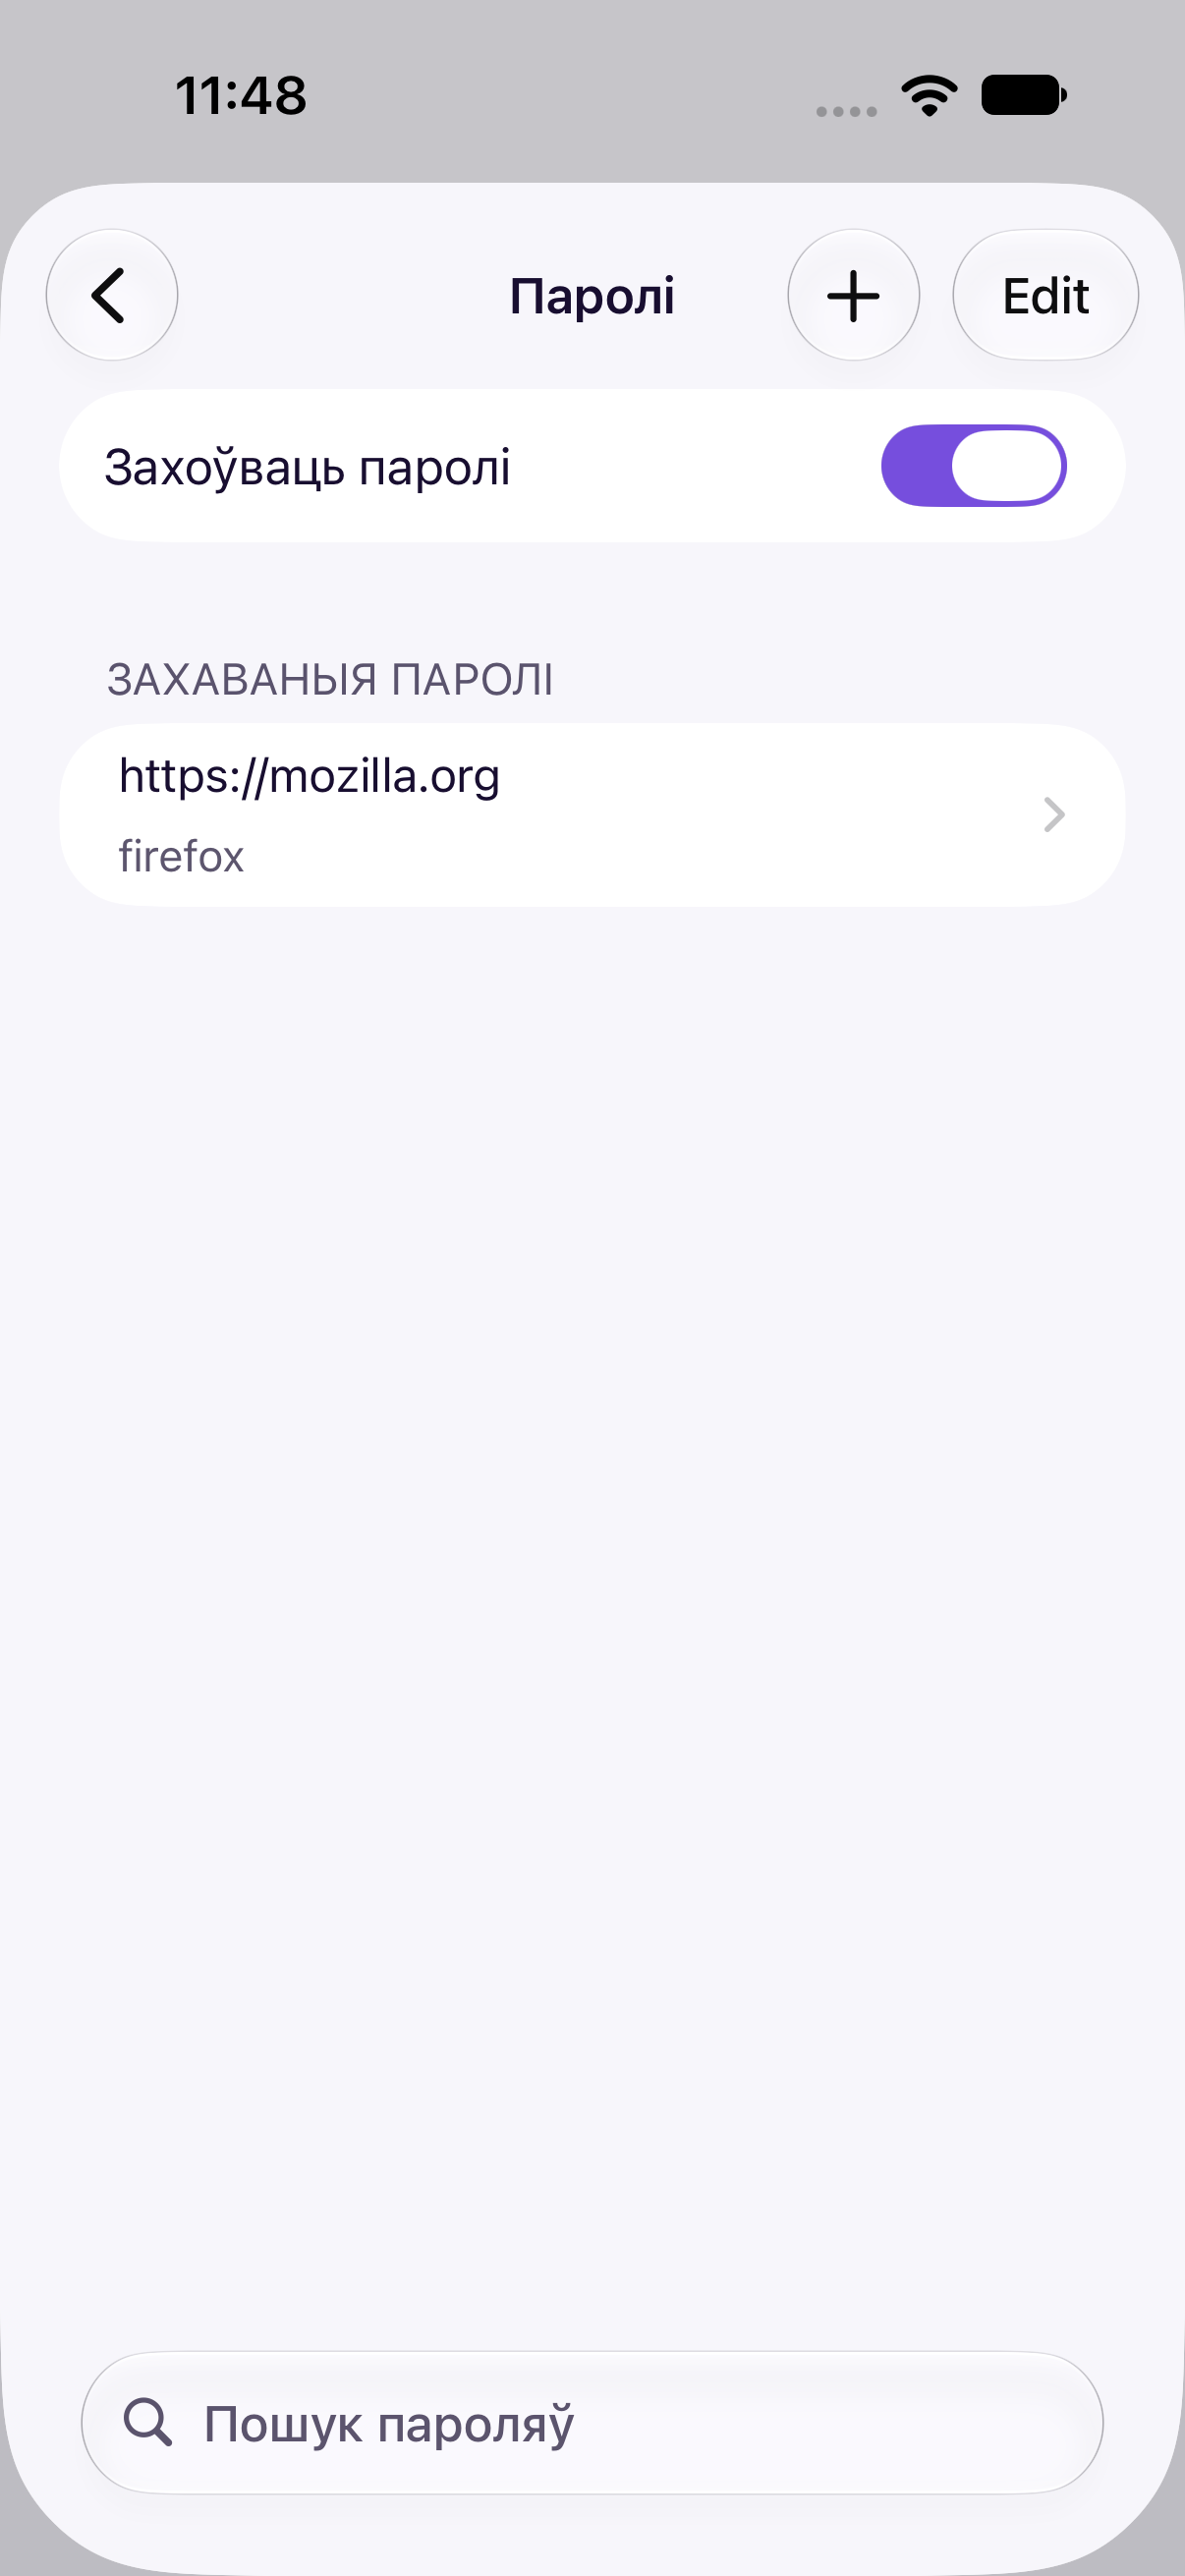 11:48
Паролі
Edit
Захоўваць паролі
ЗАХАВАНЫЯ ПАРОЛІ
https://mozilla.org
firefox
Пошук пароляў